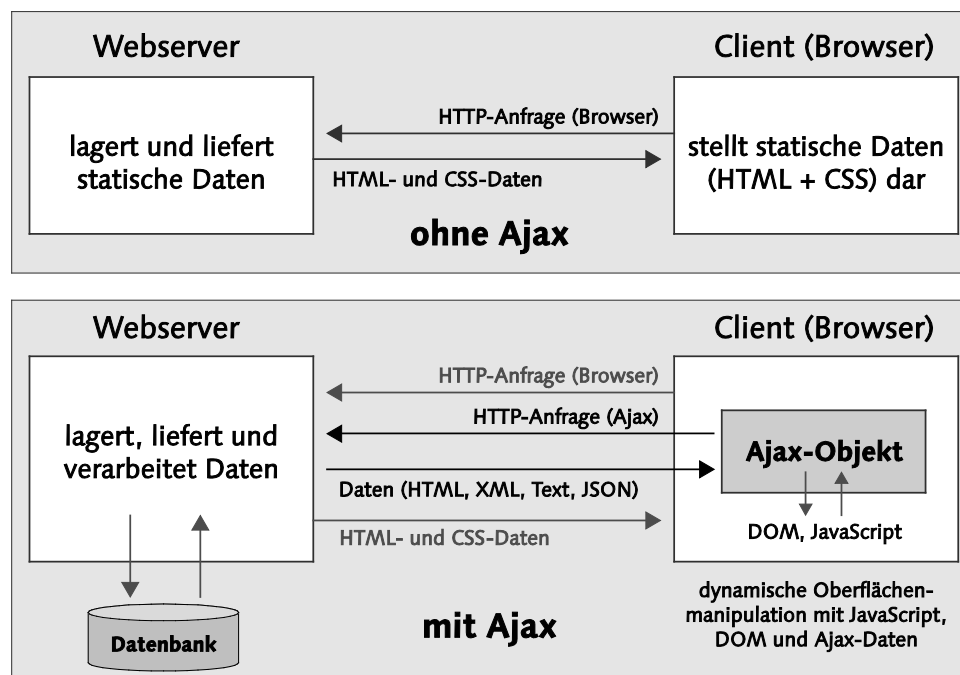 Webserver
Client (Browser)
HTTP-Anfrage (Browser)
lagert und liefert
statische Daten
stellt statische Daten
(HTML + CSS) dar
HTML- und CSS-Daten
ohne Ajax
Webserver
Client (Browser)
HTTP-Anfrage (Browser)
HTTP-Anfrage (Ajax)
lagert, liefert und
verarbeitet Daten
Ajax-Objekt
Daten (HTML, XML, Text, JSON)
DOM, JavaScript
HTML- und CSS-Daten
dynamische Oberflächen-
manipulation mit JavaScript,
DOM und Ajax-Daten
mit Ajax
Datenbank